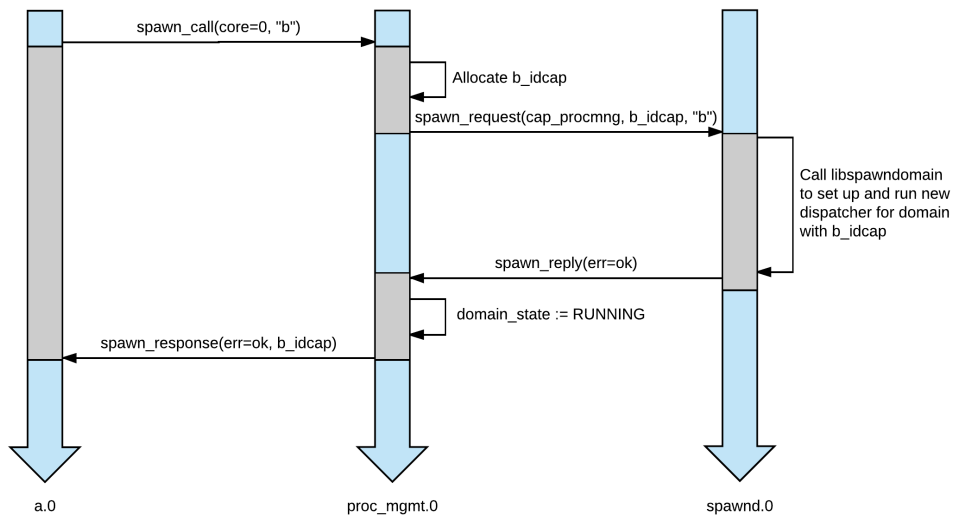 spawn_call(core=0, "b")
Allocate b_idcap
spawn_request(cap_procmng, b_idcap, "b")
Call libspawndomain
to set up and run new
dispatcher for domain
with b_idcap
spawn_reply(err=ok)
domain_state := RUNNING
spawn_response(err=ok, b_idcap)
a.0
proc_mgmt.0
spawnd.0